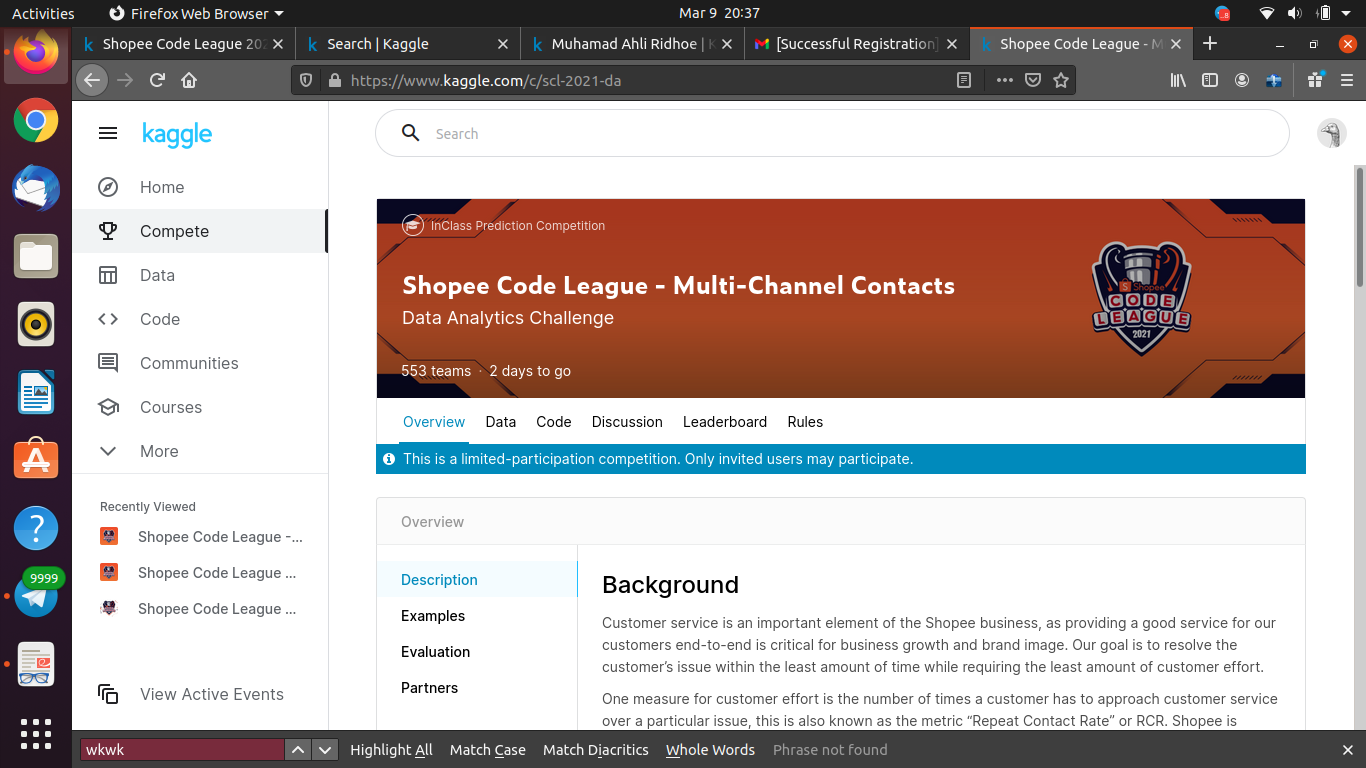 Activities
Firefox Web Browser
Mar 9 20:37
Shopee Code League 202
Search | Kaggle
Muhamad Ahli Ridhoe | K
[Successful Registration]
Shopee Code League - M
https://www.kaggle.com/c/scl-2021-da
kaggle
Search
Home
Compete
Data
Code
Communities
Courses
More
Recently Viewed
Shopee Code League -...
Shopee Code League ...
Shopee Code League ...
View Active Events
InClass Prediction Competition
Shopee Code League - Multi-Channel Contacts
Data Analytics Challenge
553 teams · 2 days to go
Shopee
CODE
LEAGUE
2021
Overview Data Code Discussion Leaderboard Rules
This is a limited-participation competition. Only invited users may participate.
Overview
Description
Examples
Evaluation
Partners
Background
Customer service is an important element of the Shopee business, as providing a good service for our
customers end-to-end is critical for business growth and brand image. Our goal is to resolve the
customer's issue within the least amount of time while requiring the least amount of customer effort.
One measure for customer effort is the number of times a customer has to approach customer service
over a particular issue, this is also known as the metric “Repeat Contact Rate” or RCR. Shopee is
9999
wkwk
Highlight All Match Case Match Diacritics Whole Words Phrase not found